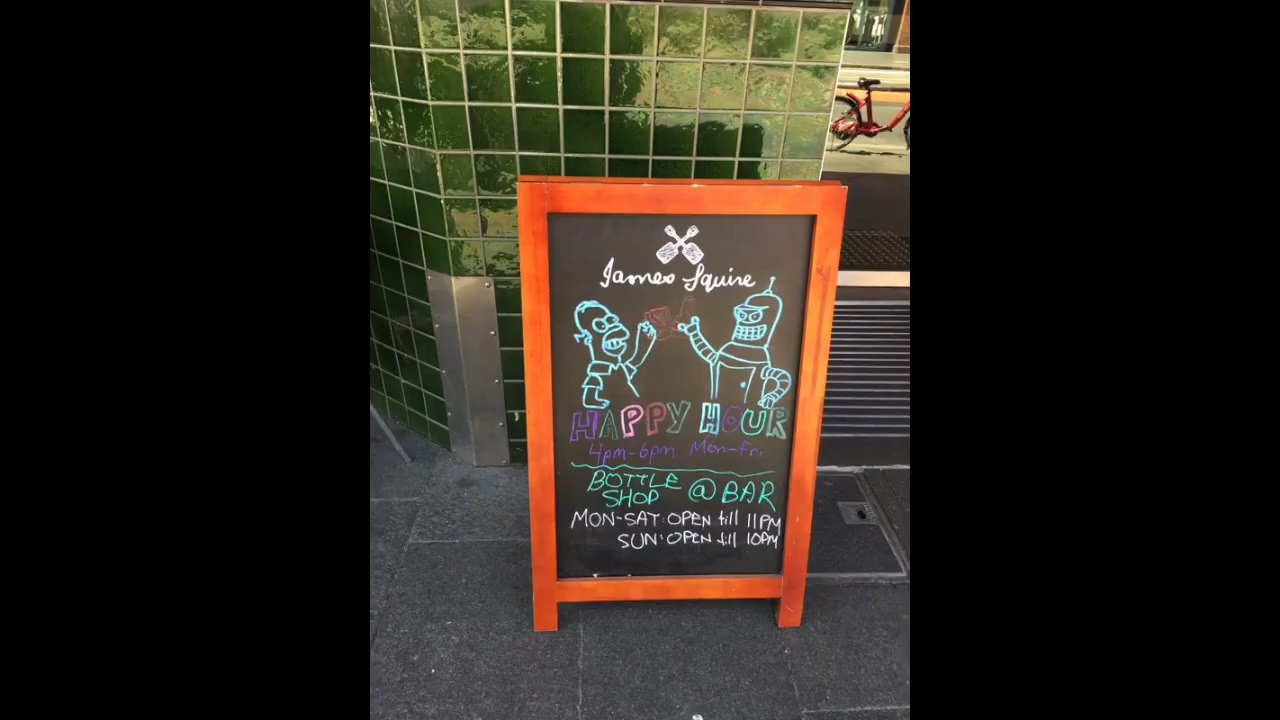 James Squire
HAPPY HOUR
4pm-6pm Mon-Fri
BOTTLE SHOP @ BAR
MON-SAT: OPEN till 11PM
SUN: OPEN till 10PM